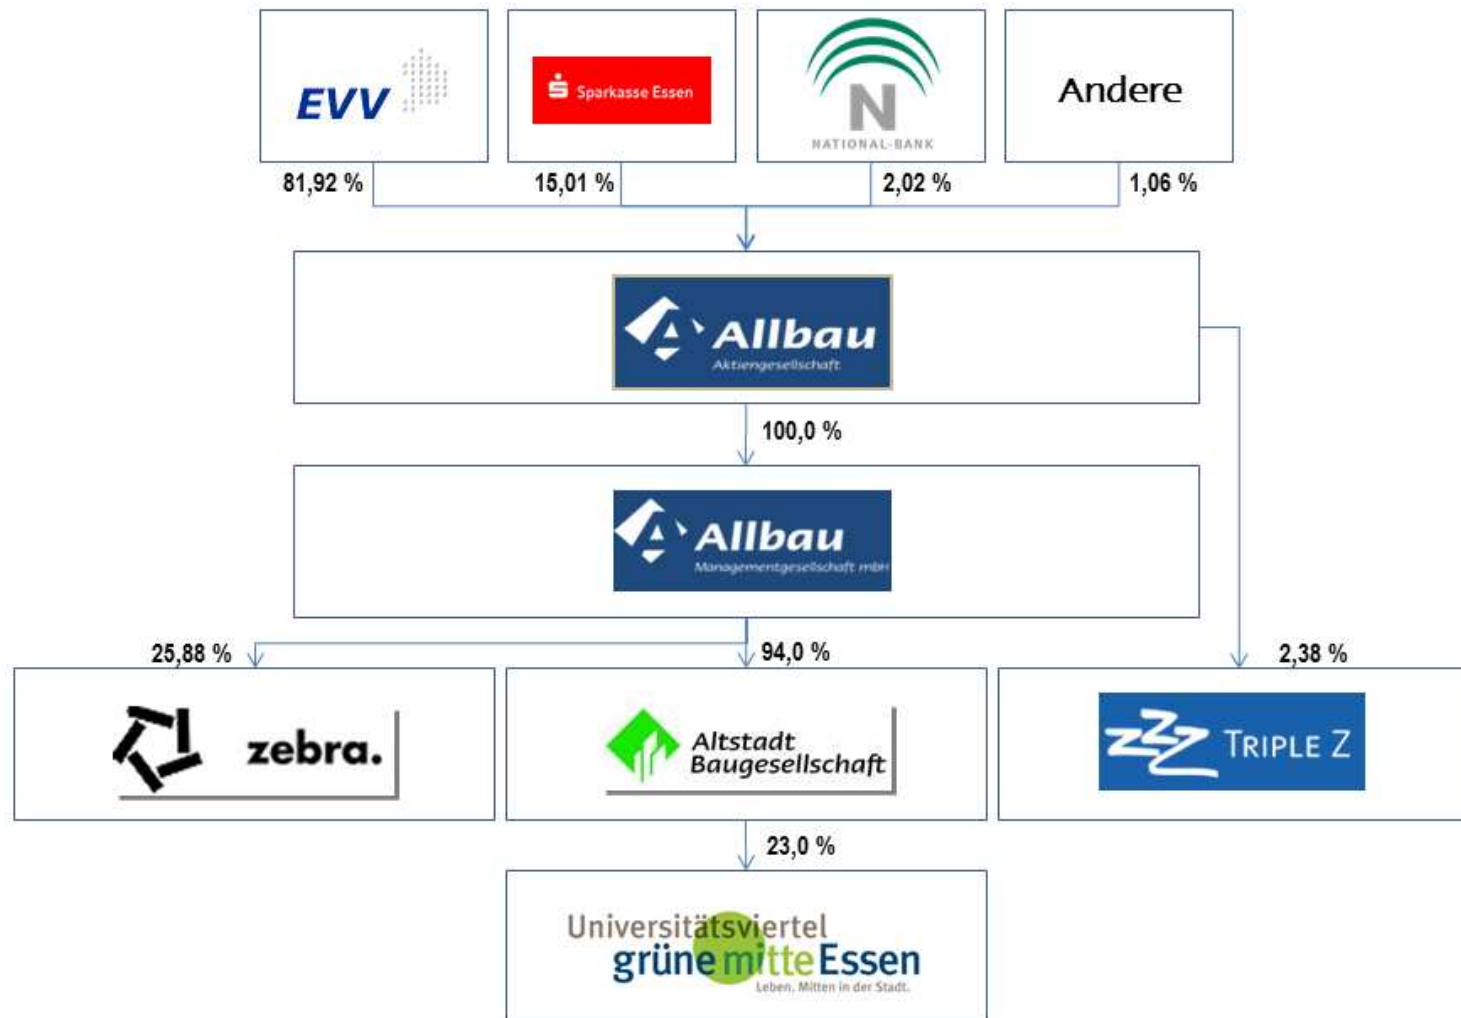 EVV
Sparkasse Essen
N
NATIONAL-BANK
Andere
81,92 %
15,01 %
2,02 %
1,06 %
Allbau
Aktiengesellschaft
100,0 %
Allbau
Managementgesellschaft mbH
25,88 %
94,0 %
2,38 %
zebra.
Altstadt
Baugesellschaft
ZZZ TRIPLE Z
23,0 %
Universitätsviertel
grüne mitte Essen
Leben. Mitten in der Stadt.